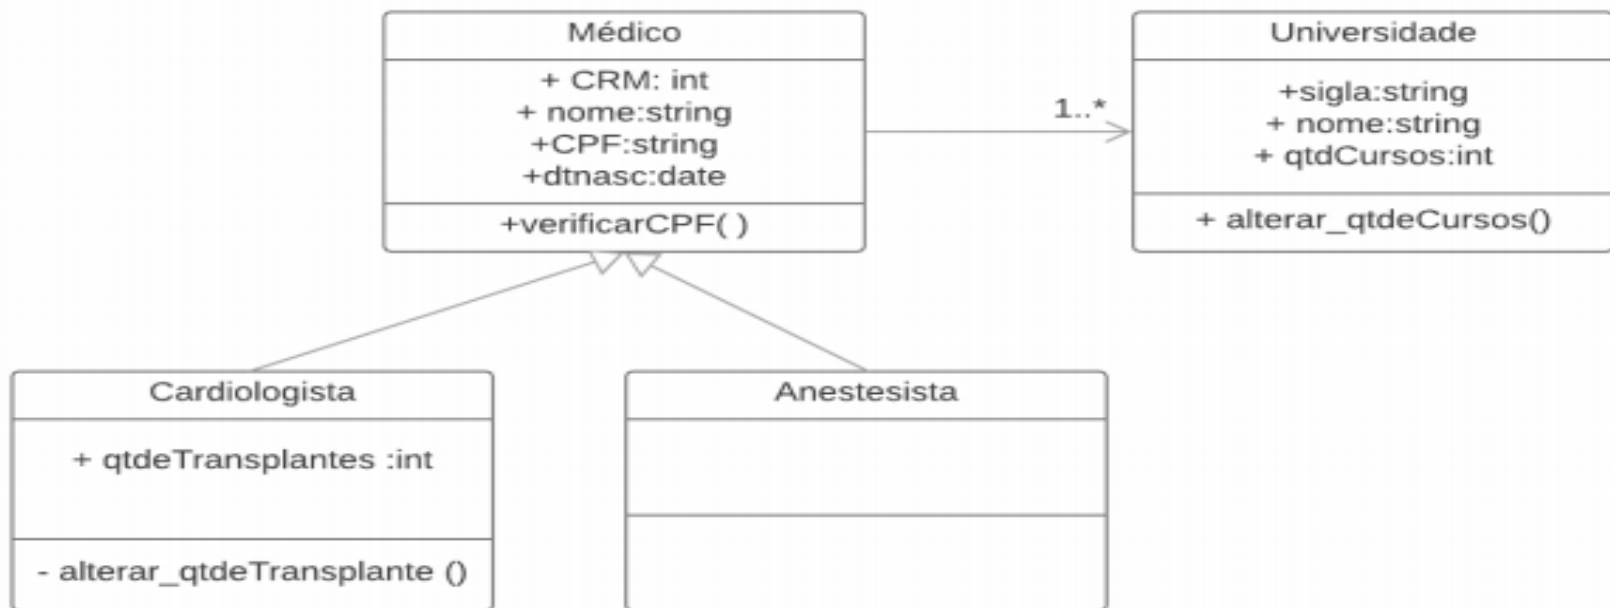 Médico
+ CRM: int
+ nome:string
+CPF:string
+dtnasc:date
+verificarCPF( )
1..*
Universidade
+sigla:string
+ nome:string
+ qtdCursos:int
+ alterar_qtdeCursos()
Cardiologista
+ qtdeTransplantes :int
- alterar_qtdeTransplante ()
Anestesista